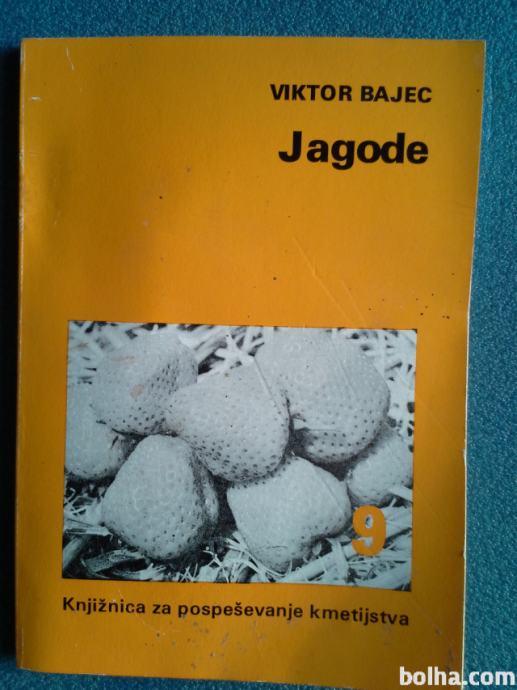 VIKTOR BAJEC
Jagode
9
Knjižnica za pospeševanje kmetijstva
bolha.com